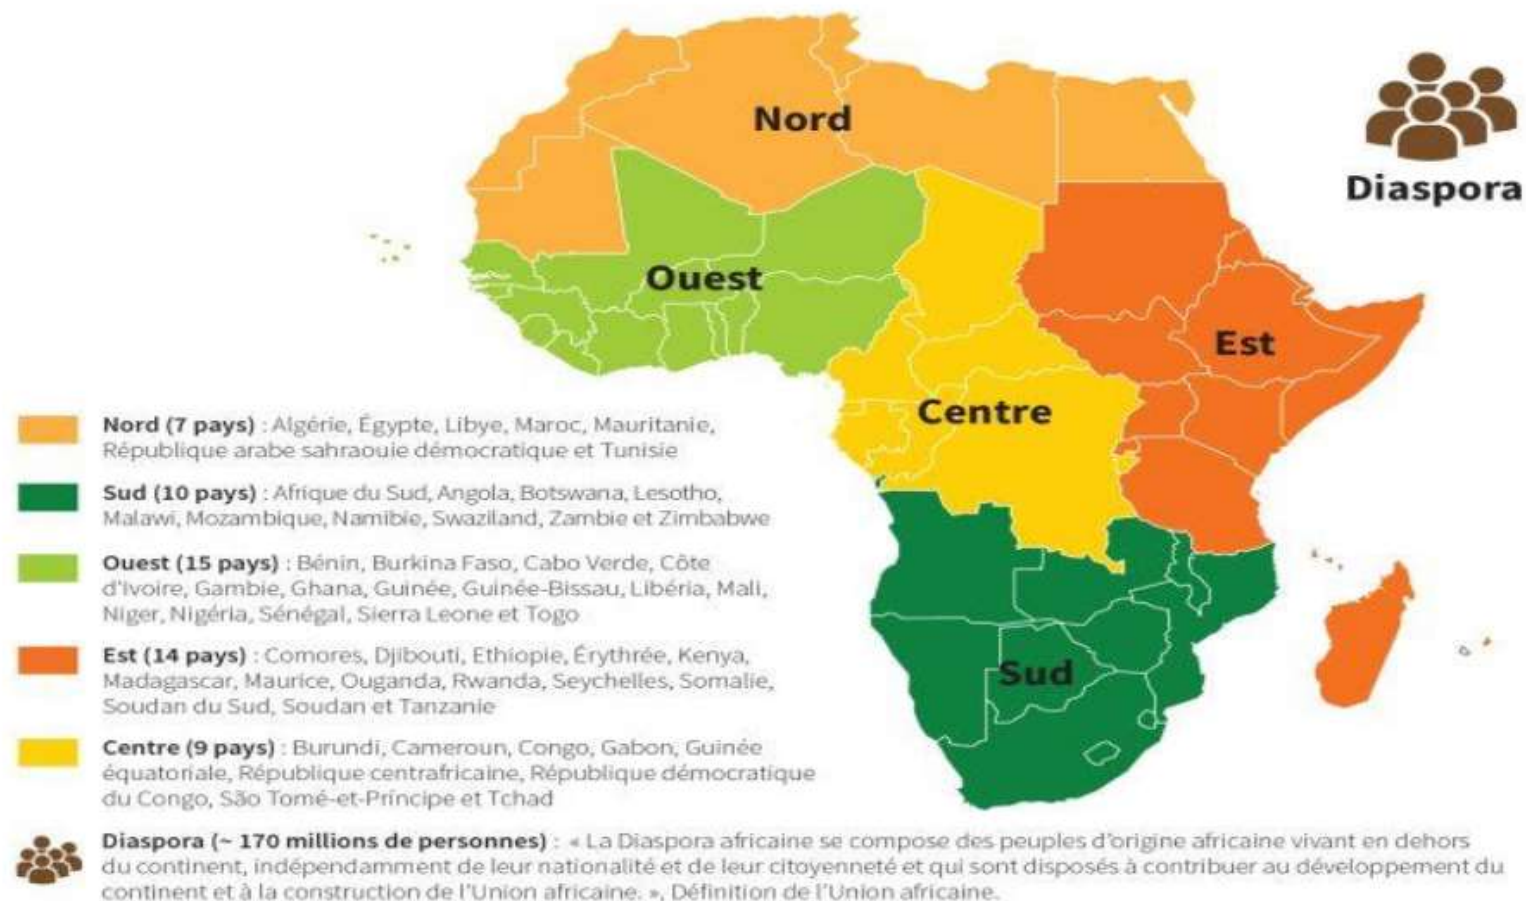 Nord
Diaspora
Ouest
Est
Centre
Sud
Nord (7 pays) : Algérie, Égypte, Libye, Maroc, Mauritanie,
République arabe sahraouie démocratique et Tunisie
Sud (10 pays) : Afrique du Sud, Angola, Botswana, Lesotho,
Malawi, Mozambique, Namibie, Swaziland, Zambie et Zimbabwe
Ouest (15 pays) : Bénin, Burkina Faso, Cabo Verde, Côte
d'Ivoire, Gambie, Ghana, Guinée, Guinée-Bissau, Libéria, Mali,
Niger, Nigéria, Sénégal, Sierra Leone et Togo
Est (14 pays) : Comores, Djibouti, Ethiopie, Érythrée, Kenya,
Madagascar, Maurice, Ouganda, Rwanda, Seychelles, Somalie,
Soudan du Sud, Soudan et Tanzanie
Centre (9 pays) : Burundi, Cameroun, Congo, Gabon, Guinée
équatoriale, République centrafricaine, République démocratique
du Congo, São Tomé-et-Príncipe et Tchad
Diaspora (~ 170 millions de personnes) : « La Diaspora africaine se compose des peuples d'origine africaine vivant en dehors
du continent, indépendamment de leur nationalité et de leur citoyenneté et qui sont disposés à contribuer au développement du
continent et à la construction de l'Union africaine. », Définition de l'Union africaine.